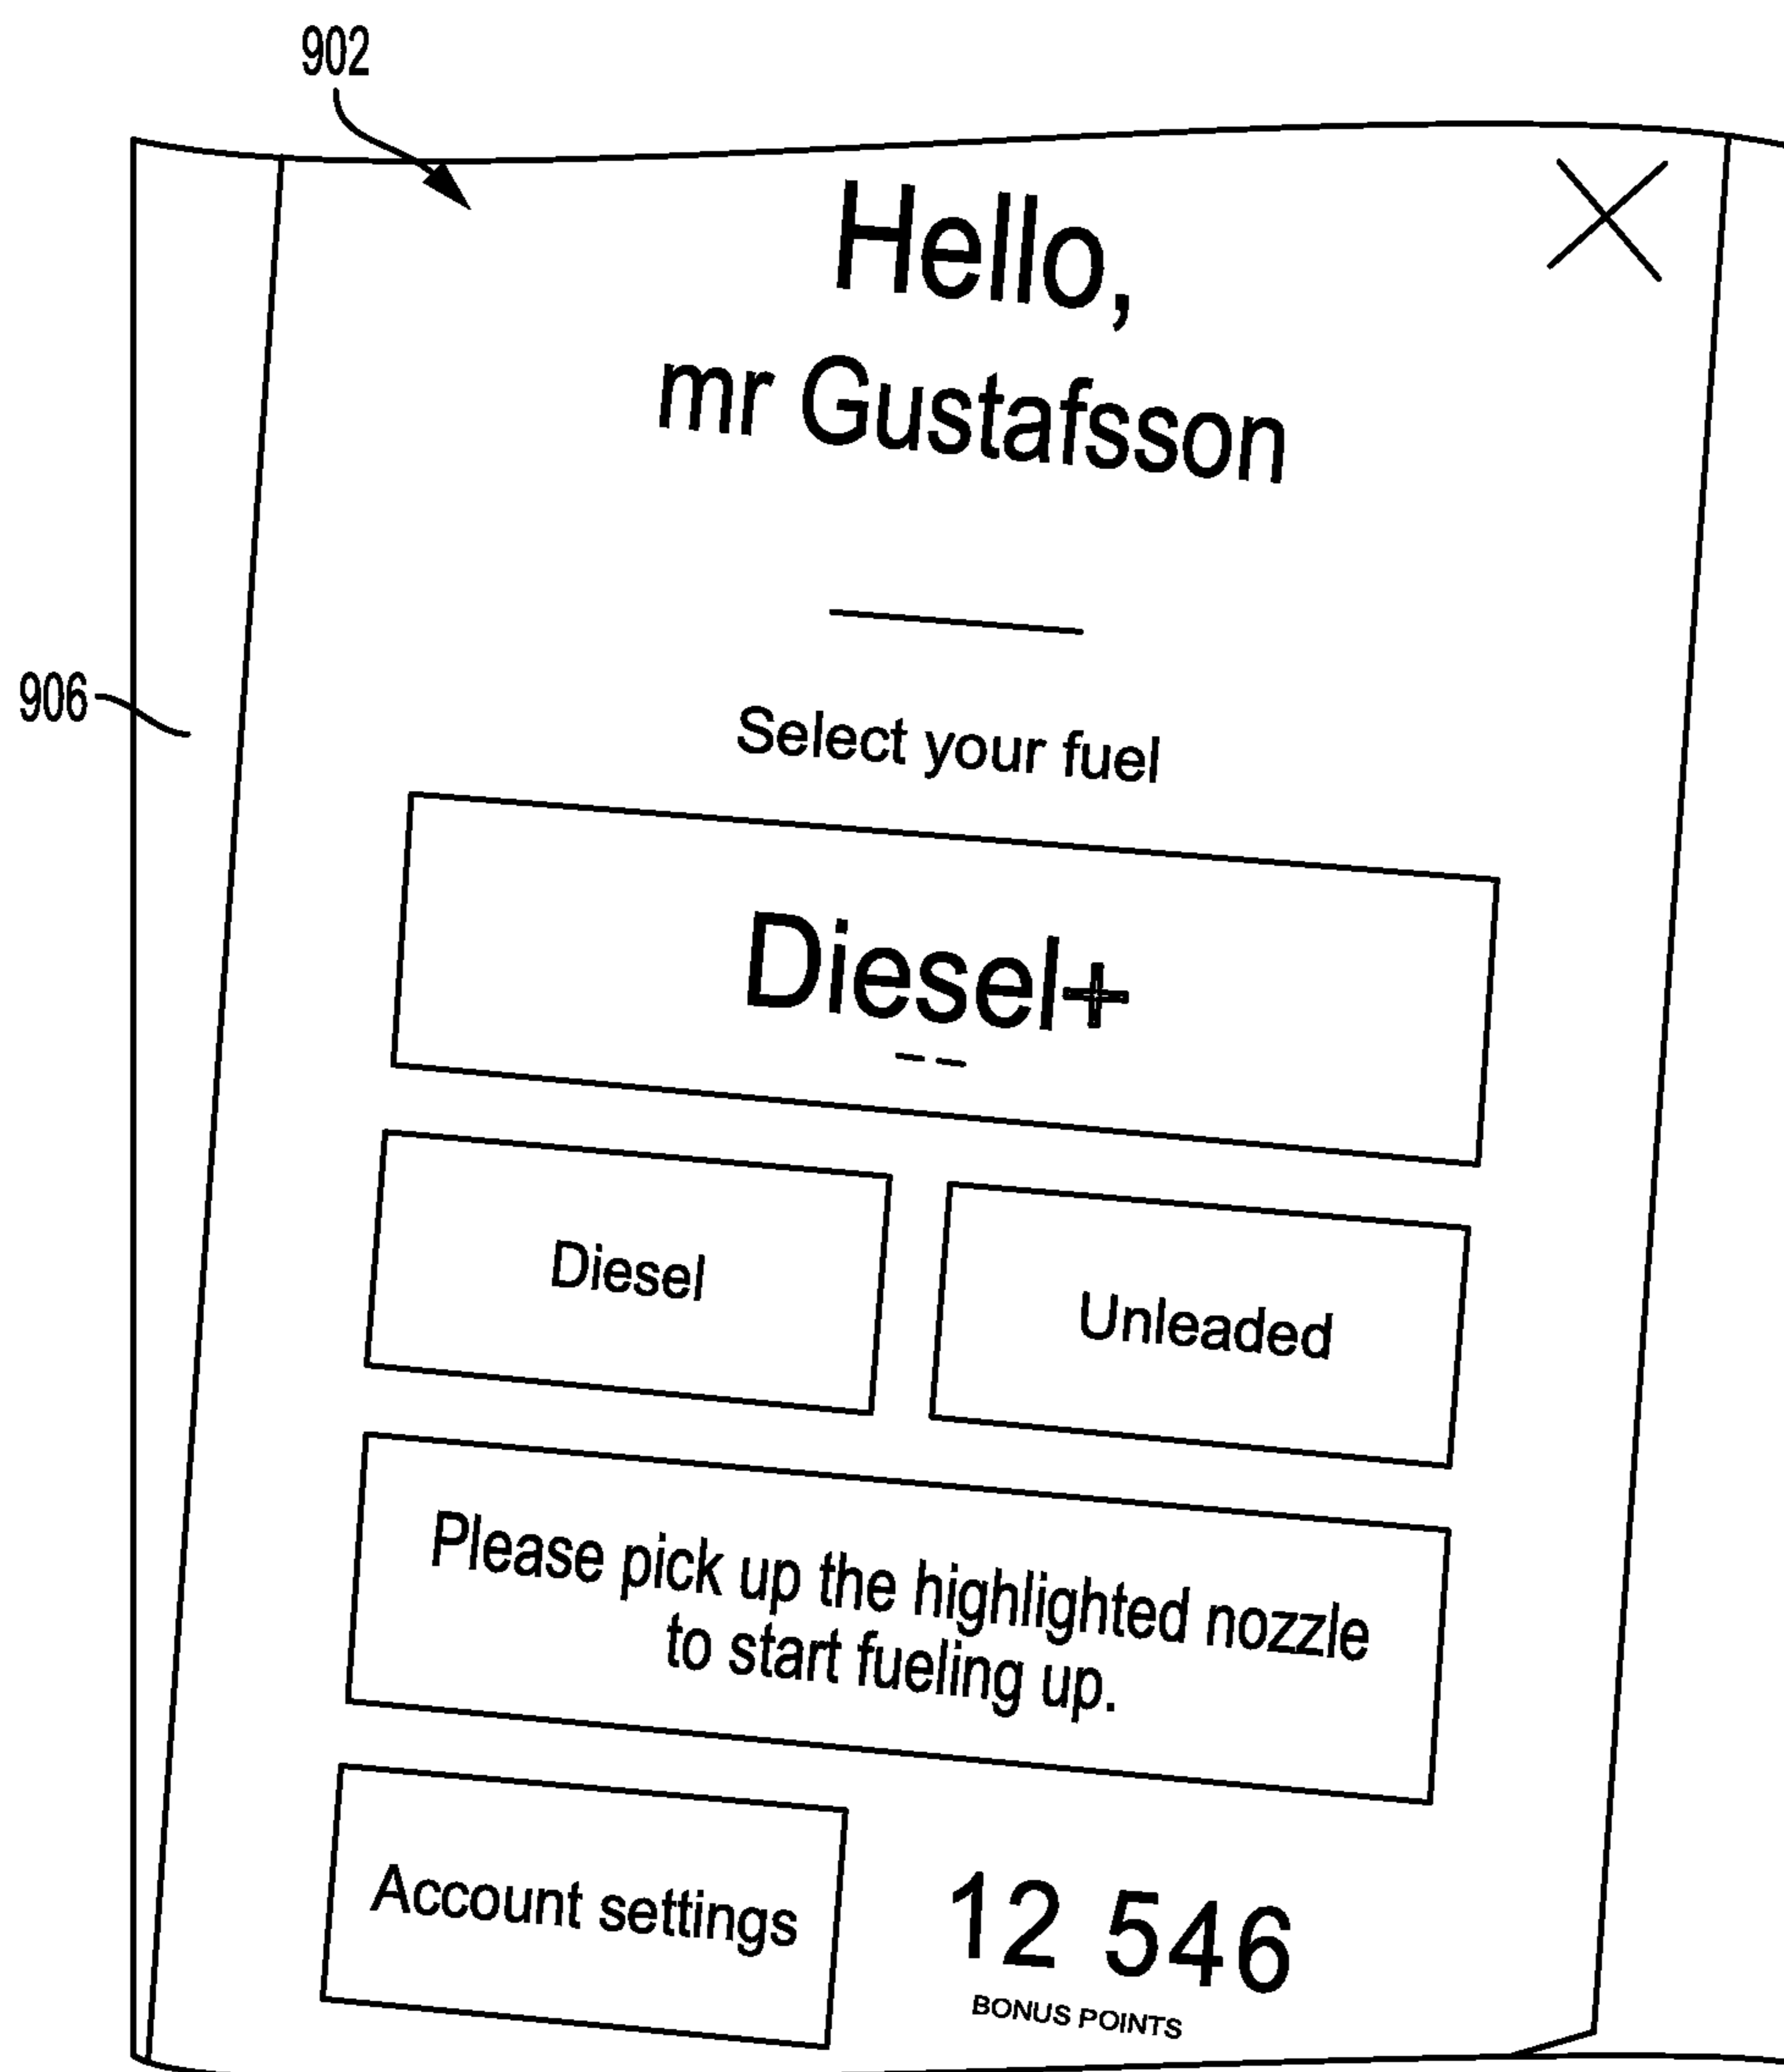 902
Hello,
mr Gustafsson
906
Select your fuel
Diesel+
Diesel
Unleaded
Please pick up the highlighted nozzle
to start fueling up.
Account settings
12 546
BONUS POINTS